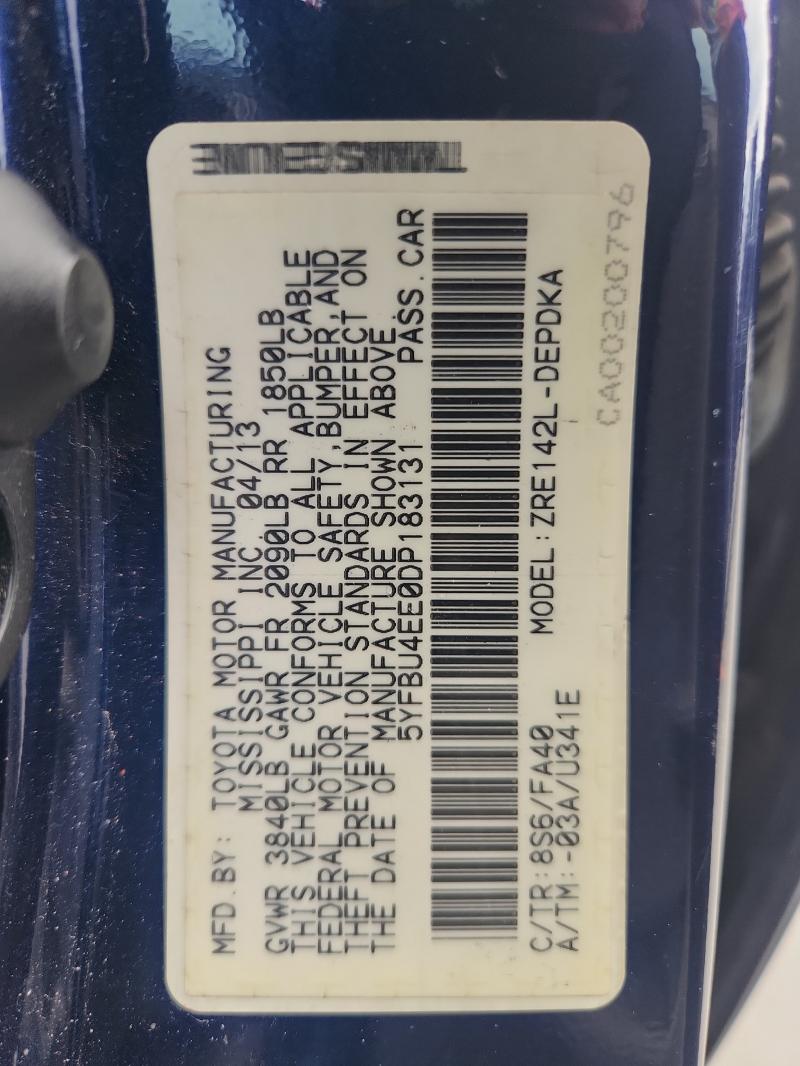 MFD.BY: TOYOTA MOTOR MANUFACTURING
MISSISSIPPI INC. 04/13
GVWR 3840LB GAWR FR 2090LB RR 1850LB
THIS VEHICLE CONFORMS TO ALL APPLICABLE
FEDERAL MOTOR VEHICLE SAFETY,BUMPER,AND
THEFT PREVENTION STANDARDS IN EFFECT ON
THE DATE OF MANUFACTURE SHOWN ABOVE
5YFBU4EE0DP183131 PASS.CAR
C/TR:8S6/FA40 MODEL:ZRE142L-DEPDKA
A/TM:-03A/U341E
CA00200796